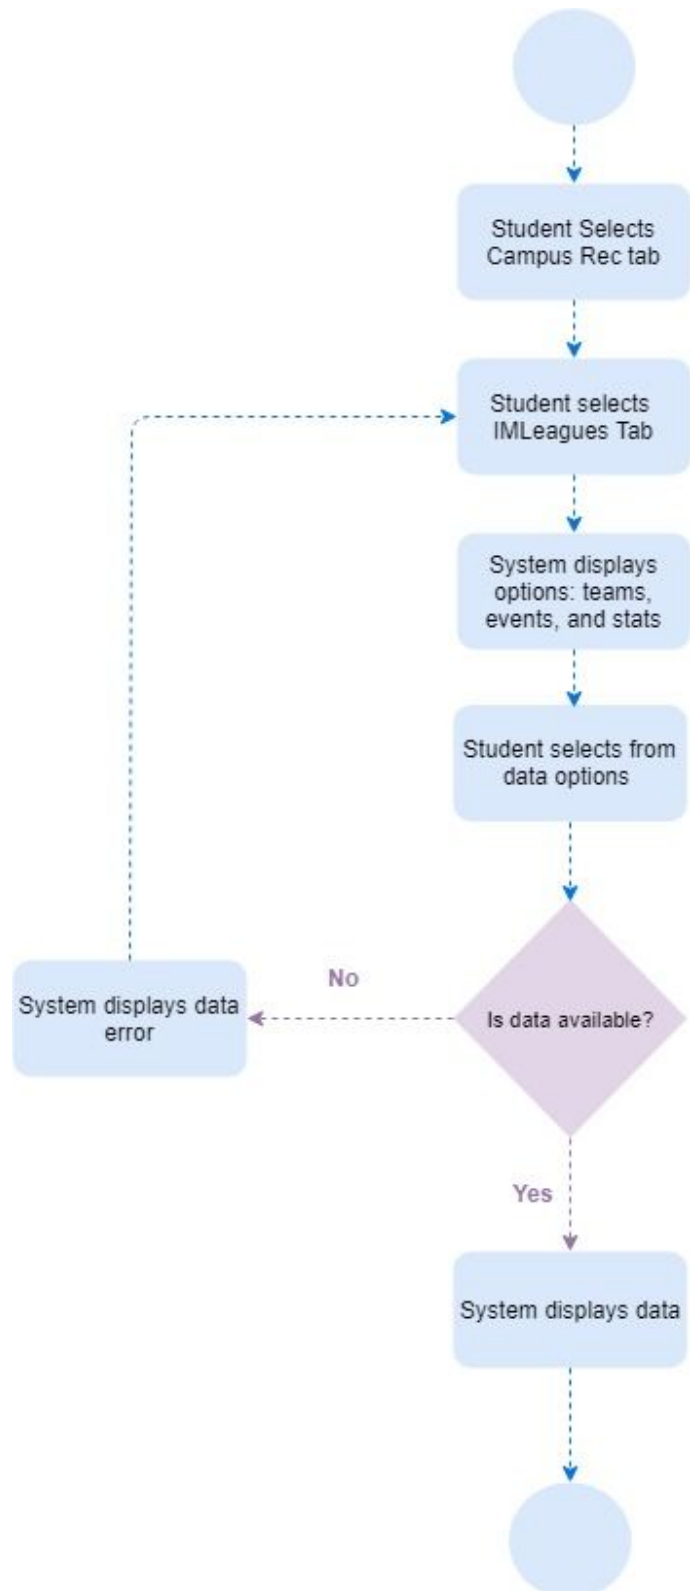 Student Selects
Campus Rec tab
Student selects
IMLeagues Tab
System displays
options: teams,
events, and stats
Student selects from
data options
Is data available?
No
System displays data
error
Yes
System displays data